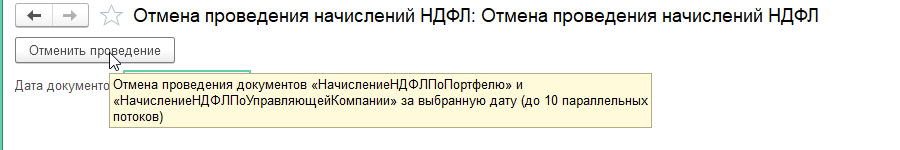 Отмена проведения начислений НДФЛ: Отмена проведения начислений НДФЛ
Отменить проведение
Дата документо
Отмена проведения документов «НачислениеНДФЛПоПортфелю» и
«НачислениеНДФЛПоУправляющейКомпании» за выбранную дату (до 10 параллельных
потоков)